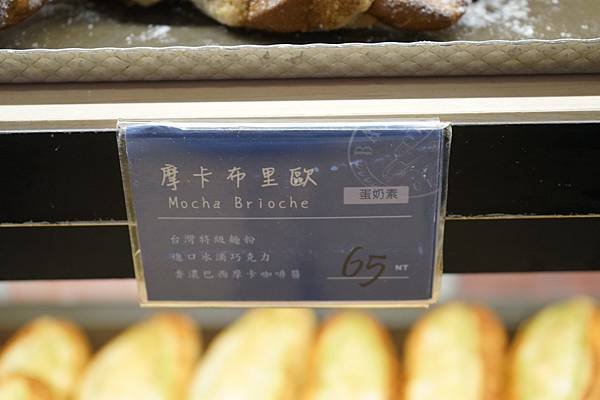 摩卡布里歐
Mocha Brioche
蛋奶素
台灣特級麵粉
進口水滴巧克力
香濃巴西摩卡咖啡醬
65 NT